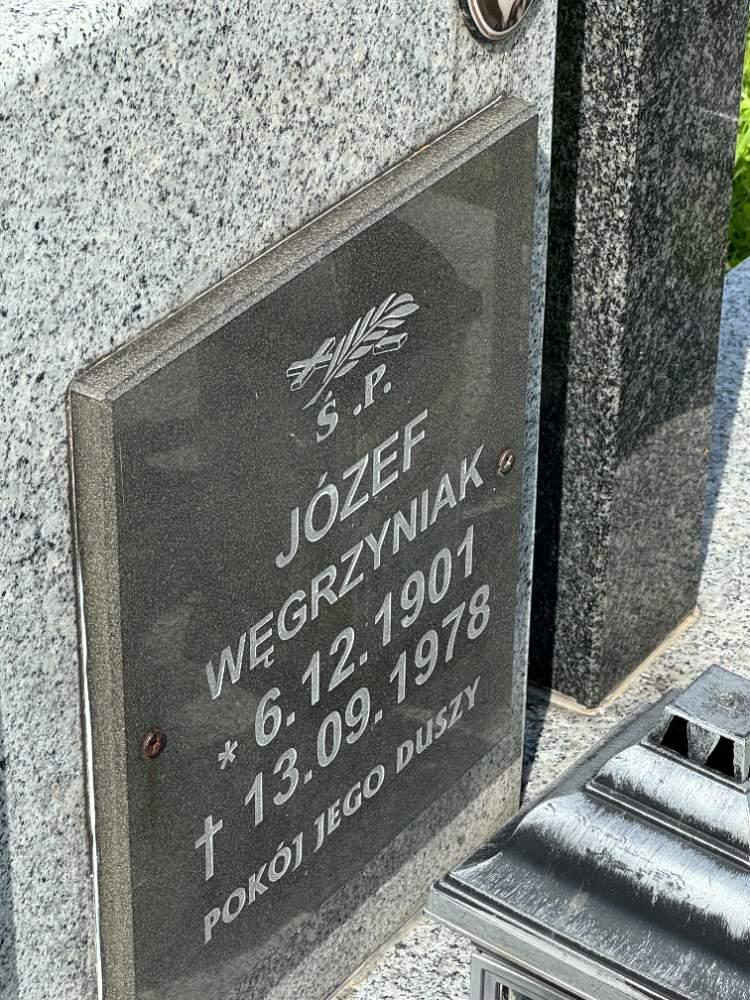 Ś.P.
JÓZEF
WĘGRZYNIAK
* 6.12.1901
† 13.09.1978
POKÓJ JEGO DUSZY